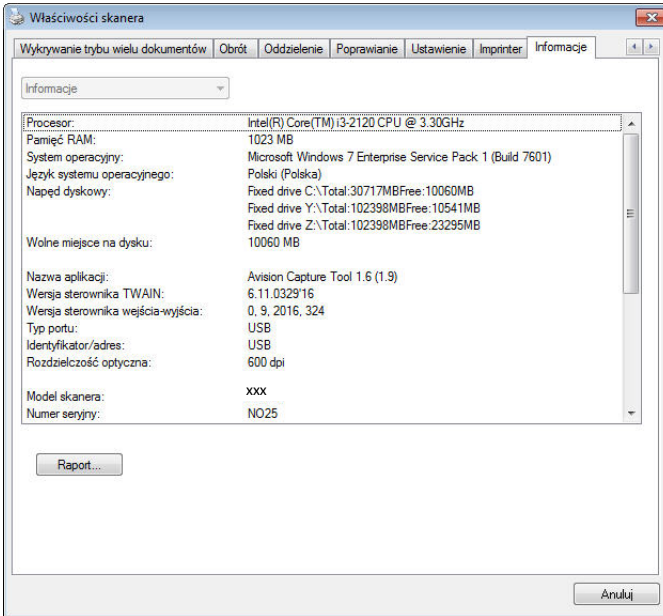 Właściwości skanera
Wykrywanie trybu wielu dokumentów Obrót Oddzielenie Poprawianie Ustawienie Imprinter Informacje
Informacje
Procesor: Intel(R) Core(TM) i3-2120 CPU @ 3.30GHz
Pamięć RAM: 1023 MB
System operacyjny: Microsoft Windows 7 Enterprise Service Pack 1 (Build 7601)
Język systemu operacyjnego: Polski (Polska)
Napęd dyskowy: Fixed drive C:\Total:30717MBFree:10060MB
Fixed drive Y:\Total:102398MBFree:10541MB
Fixed drive Z:\Total:102398MBFree:23295MB
Wolne miejsce na dysku: 10060 MB
Nazwa aplikacji: Avision Capture Tool 1.6 (1.9)
Wersja sterownika TWAIN: 6.11.0329'16
Wersja sterownika wejścia-wyjścia: 0, 9, 2016, 324
Typ portu: USB
Identyfikator/adres: USB
Rozdzielczość optyczna: 600 dpi
Model skanera: xxx
Numer seryjny: NO25
Raport...
Anuluj